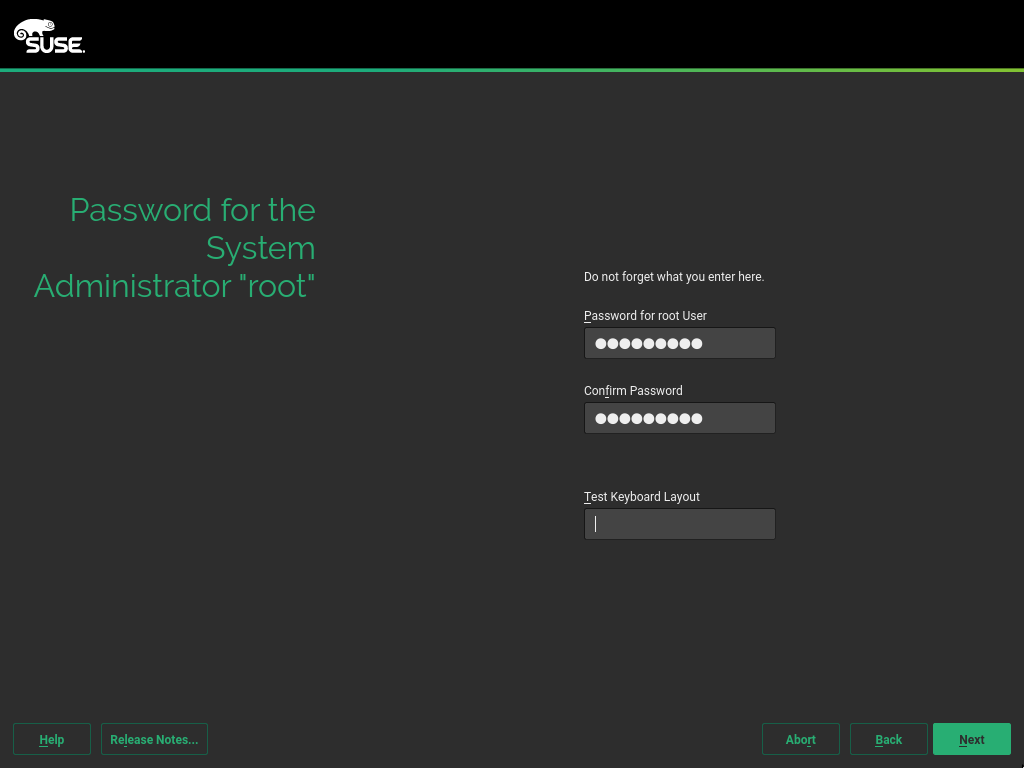 SUSE.
Password for the
System
Administrator "root"
Do not forget what you enter here.
Password for root User
●●●●●●●●●
Confirm Password
●●●●●●●●●
Test Keyboard Layout
Help
Release Notes...
Abort
Back
Next